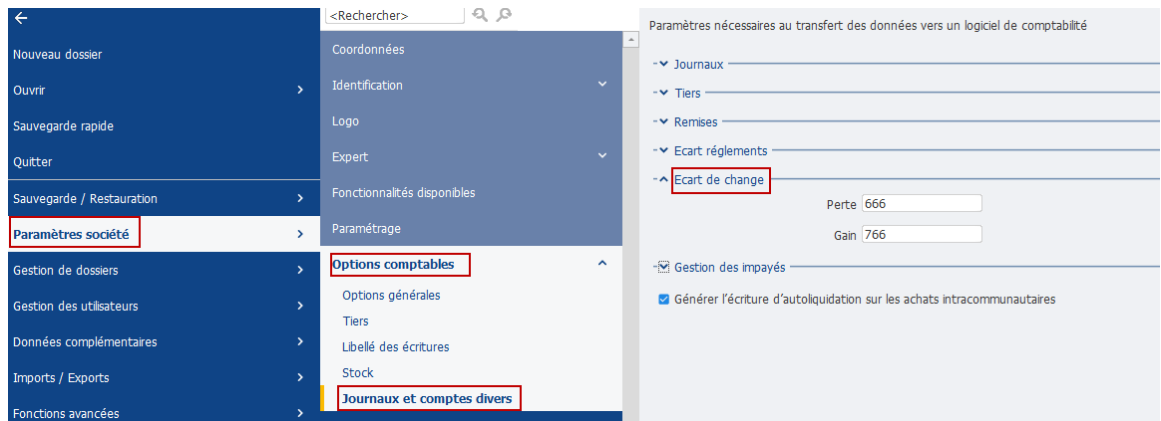 Nouveau dossier
Ouvrir
Sauvegarde rapide
Quitter
Sauvegarde / Restauration
Paramètres société
Gestion de dossiers
Gestion des utilisateurs
Données complémentaires
Imports / Exports
Fonctions avancées
<Rechercher>
Coordonnées
Identification
Logo
Expert
Fonctionnalités disponibles
Paramétrage
Options comptables
Options générales
Tiers
Libellé des écritures
Stock
Journaux et comptes divers
Paramètres nécessaires au transfert des données vers un logiciel de comptabilité
Journaux
Tiers
Remises
Ecart réglements
Ecart de change
Perte 666
Gain 766
Gestion des impayés
Générer l'écriture d'autoliquidation sur les achats intracommunautaires